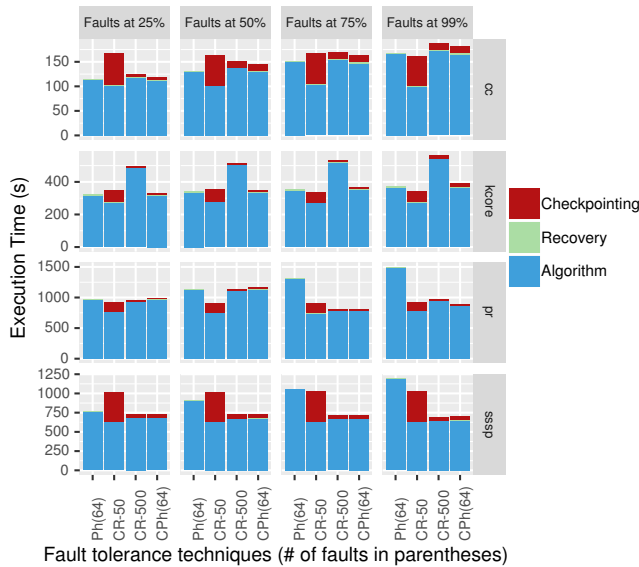 Faults at 25% Faults at 50% Faults at 75% Faults at 99%
150
100
50
0
cc
400
200
0
kcore
1500
1000
500
0
pr
1250
1000
750
500
250
0
sssp
Execution Time (s)
Checkpointing
Recovery
Algorithm
Ph(64) CR-50 CR-500 CPh(64) Ph(64) CR-50 CR-500 CPh(64) Ph(64) CR-50 CR-500 CPh(64) Ph(64) CR-50 CR-500 CPh(64)
Fault tolerance techniques (# of faults in parentheses)